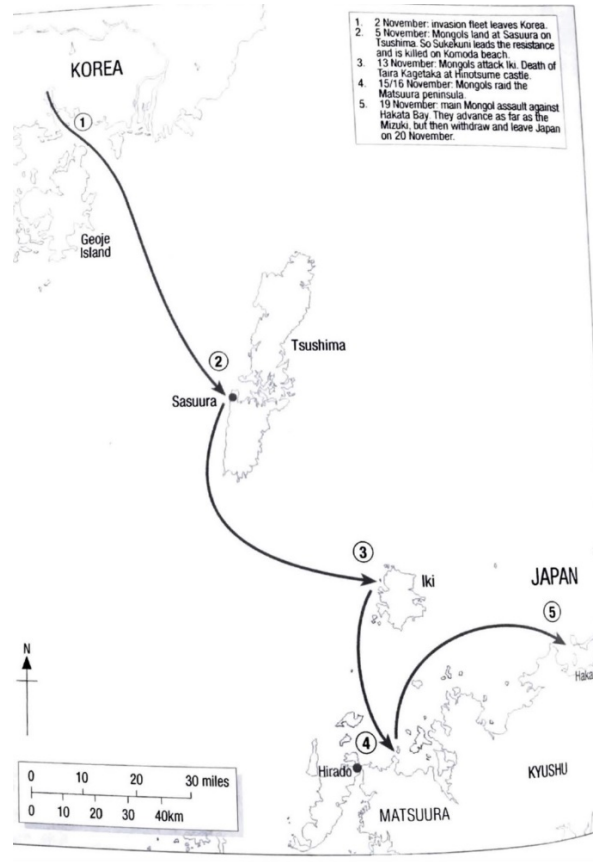 1. 2 November: invasion fleet leaves Korea.
2. 5 November: Mongols land at Sasuura on
Tsushima. So Sukekuni leads the resistance
and is killed on Komoda beach.
3. 13 November: Mongols attack Iki. Death of
Taira Kagetaka at Hinotsume castle.
4. 15/16 November: Mongols raid the
Matsuura peninsula.
5. 19 November: main Mongol assault against
Hakata Bay. They advance as far as the
Mizuki, but then withdraw and leave Japan
on 20 November.
KOREA
1
Geoje
Island
Tsushima
2
Sasuura
3
Iki
JAPAN
5
Haka
N
4
Hirado
KYUSHU
MATSUURA
0 10 20 30 miles
0 10 20 30 40km